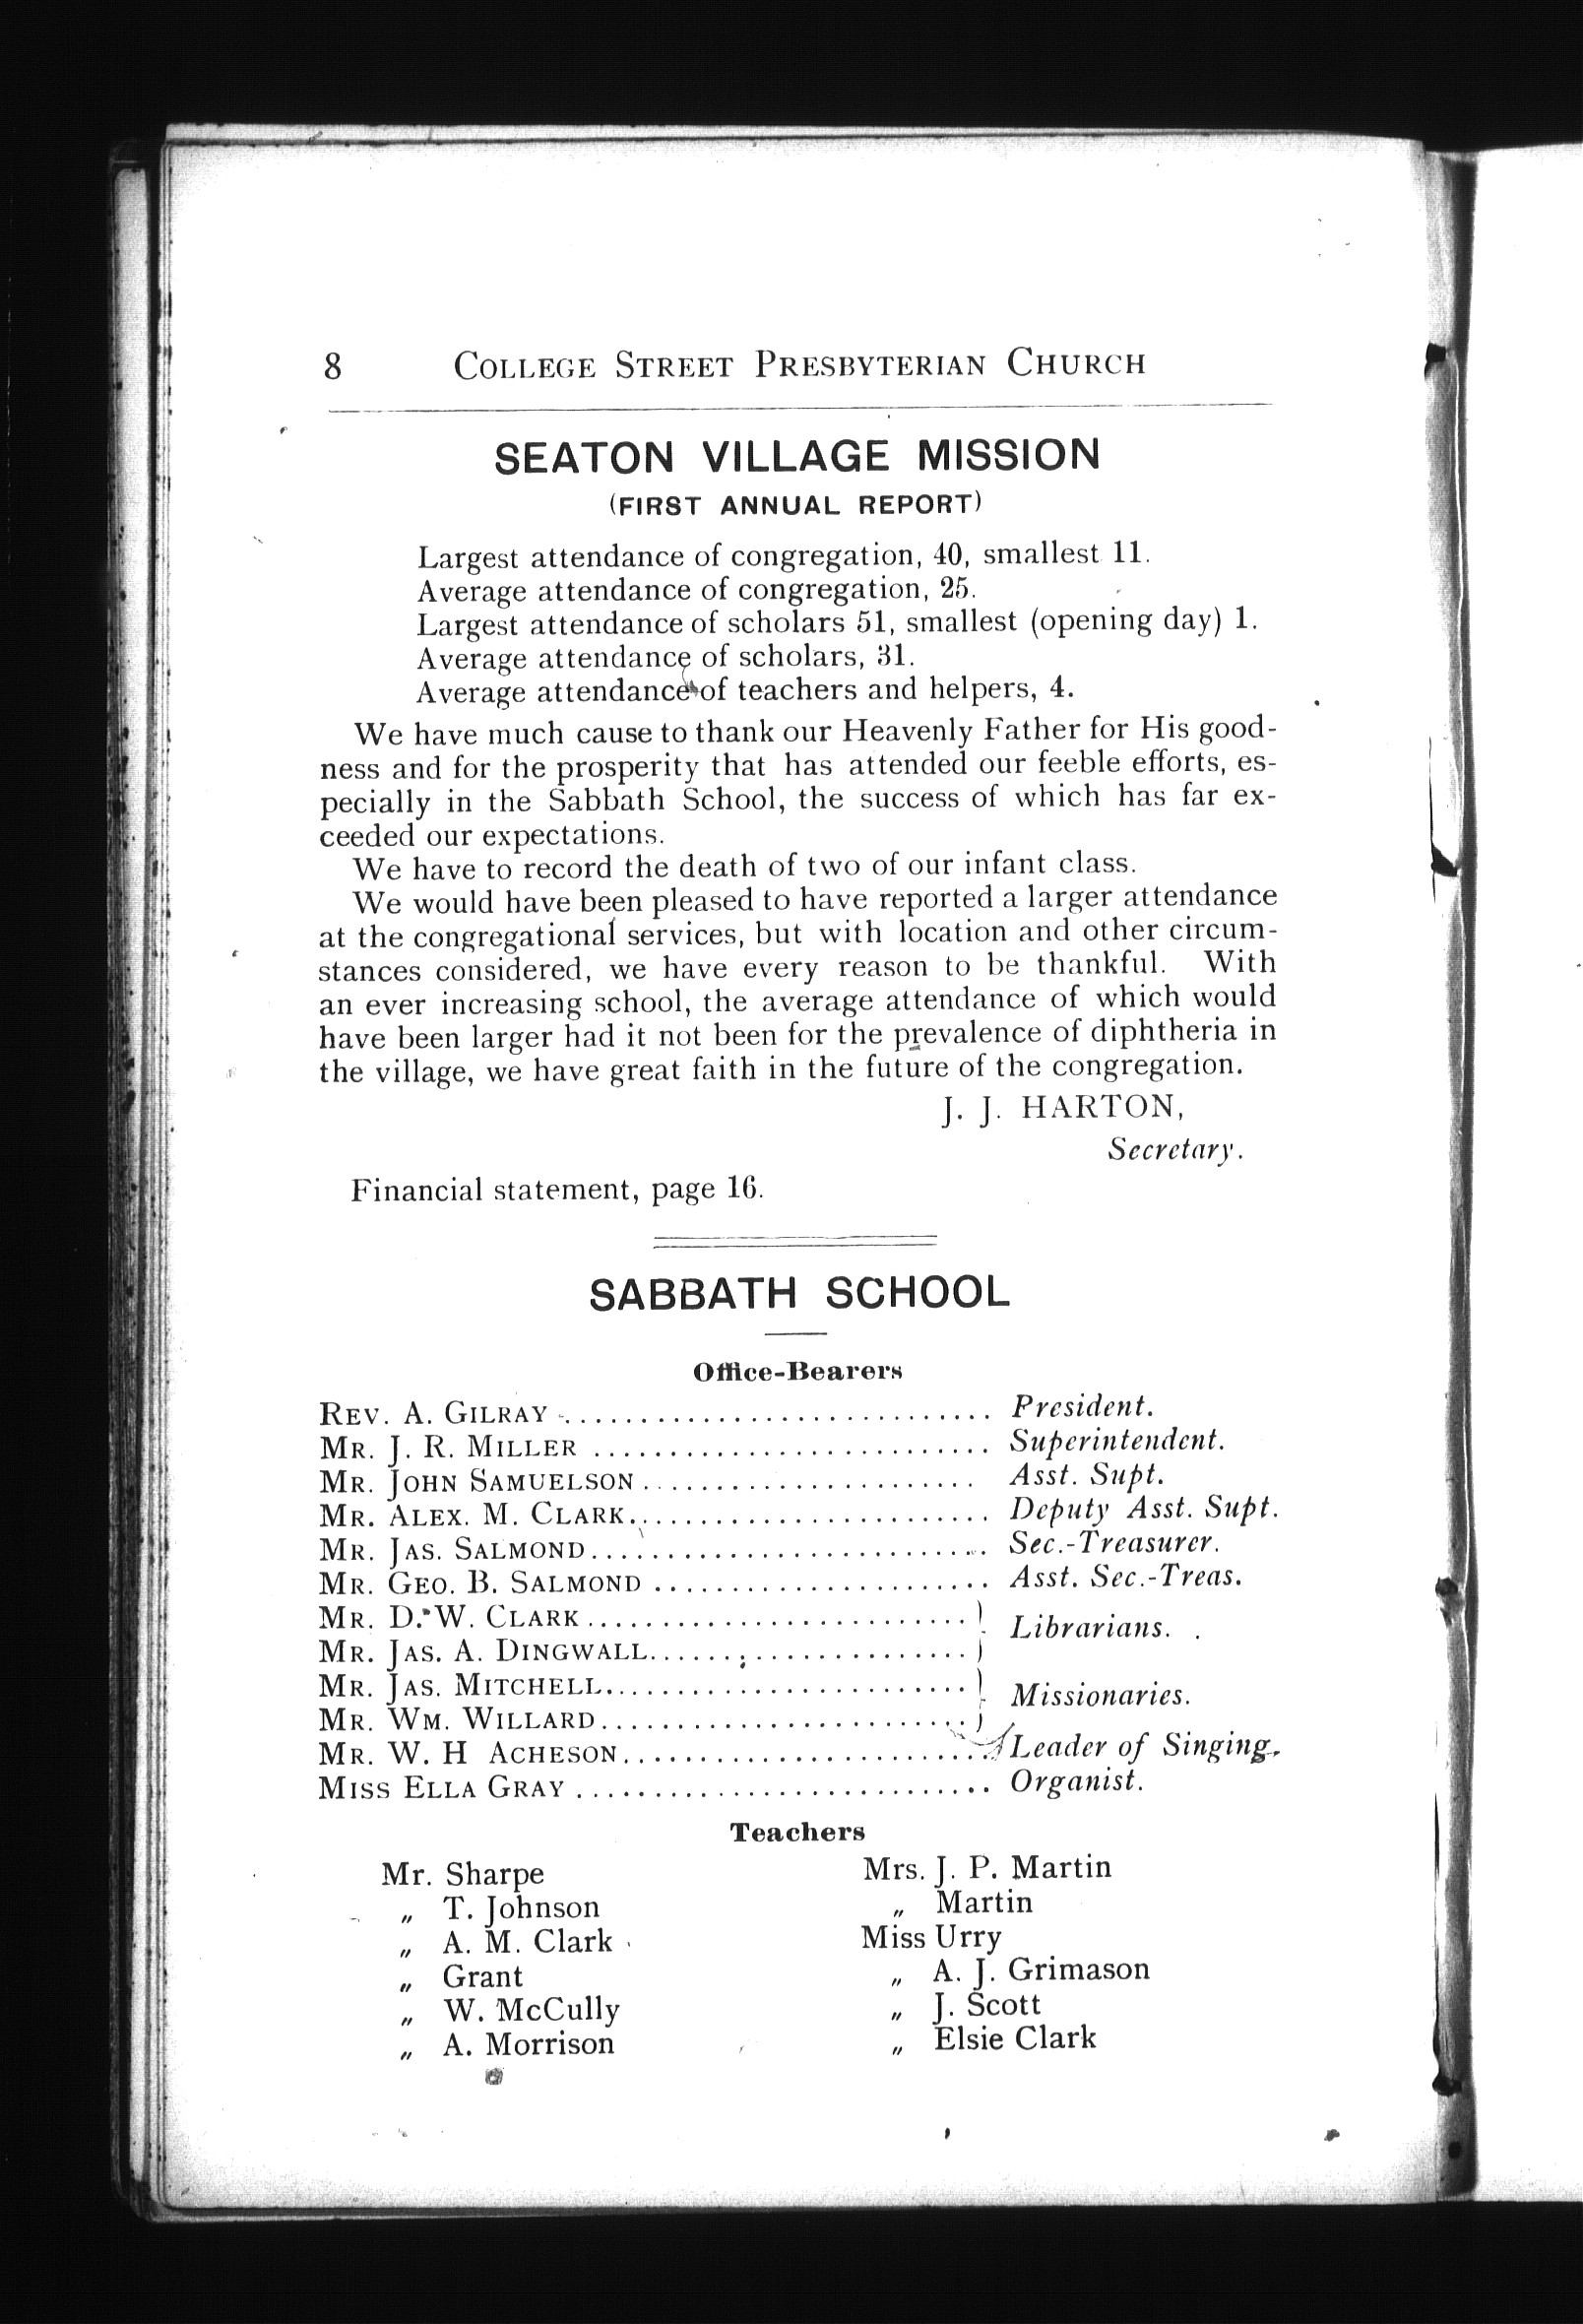 8 COLLEGE STREET PRESBYTERIAN CHURCH
SEATON VILLAGE MISSION
(FIRST ANNUAL REPORT)
Largest attendance of congregation, 40, smallest 11.
Average attendance of congregation, 25.
Largest attendance of scholars 51, smallest (opening day) 1.
Average attendance of scholars, 31.
Average attendance of teachers and helpers, 4.
We have much cause to thank our Heavenly Father for His good-
ness and for the prosperity that has attended our feeble efforts, es-
pecially in the Sabbath School, the success of which has far ex-
ceeded our expectations.
We have to record the death of two of our infant class.
We would have been pleased to have reported a larger attendance
at the congregational services, but with location and other circum-
stances considered, we have every reason to be thankful. With
an ever increasing school, the average attendance of which would
have been larger had it not been for the prevalence of diphtheria in
the village, we have great faith in the future of the congregation.
J. J. HARTON,
Secretary.
Financial statement, page 16.
SABBATH SCHOOL
Office-Bearers
REV. A. GILRAY ............................ President.
MR. J. R. MILLER .......................... Superintendent.
MR. JOHN SAMUELSON ...................... Asst. Supt.
MR. ALEX. M. CLARK........................ Deputy Asst. Supt.
MR. JAS. SALMOND.......................... Sec.-Treasurer.
MR. GEO. B. SALMOND ...................... Asst. Sec.-Treas.
MR. D. W. CLARK.......................... }
Librarians.
MR. JAS. A. DINGWALL...................... }
MR. JAS. MITCHELL........................ }
Missionaries.
MR. WM. WILLARD........................ }
MR. W. H ACHESON........................ Leader of Singing.
MISS ELLA GRAY ........................... Organist.
Teachers
Mr. Sharpe
„ T. Johnson
„ A. M. Clark
„ Grant
„ W. McCully
„ A. Morrison
Mrs. J. P. Martin
„ Martin
Miss Urry
„ A. J. Grimason
„ J. Scott
„ Elsie Clark